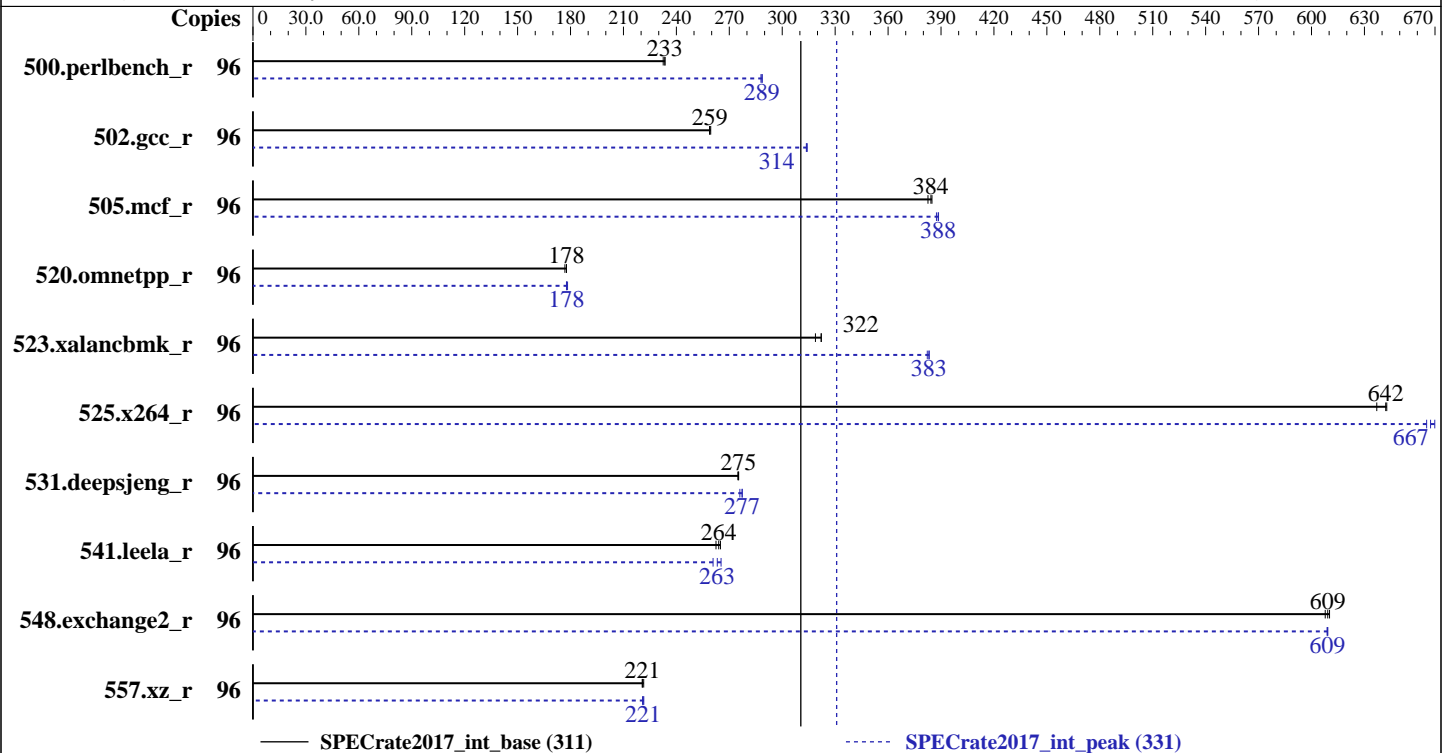 Copies 0 30.0 60.0 90.0 120 150 180 210 240 270 300 330 360 390 420 450 480 510 540 570 600 630 670
233
500.perlbench_r 96
289
259
502.gcc_r 96
314
384
505.mcf_r 96
388
178
520.omnetpp_r 96
178
322
523.xalancbmk_r 96
383
642
525.x264_r 96
667
275
531.deepsjeng_r 96
277
264
541.leela_r 96
263
609
548.exchange2_r 96
609
221
557.xz_r 96
221
SPECrate2017_int_base (311) SPECrate2017_int_peak (331)